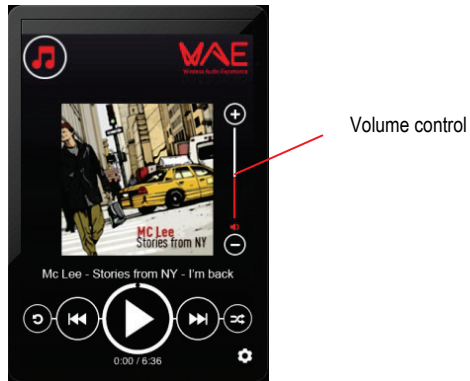 WAE
Wireless Audio Experience
Volume control
MC Lee
Stories from NY
Mc Lee - Stories from NY - I'm back
0:00 / 6:36